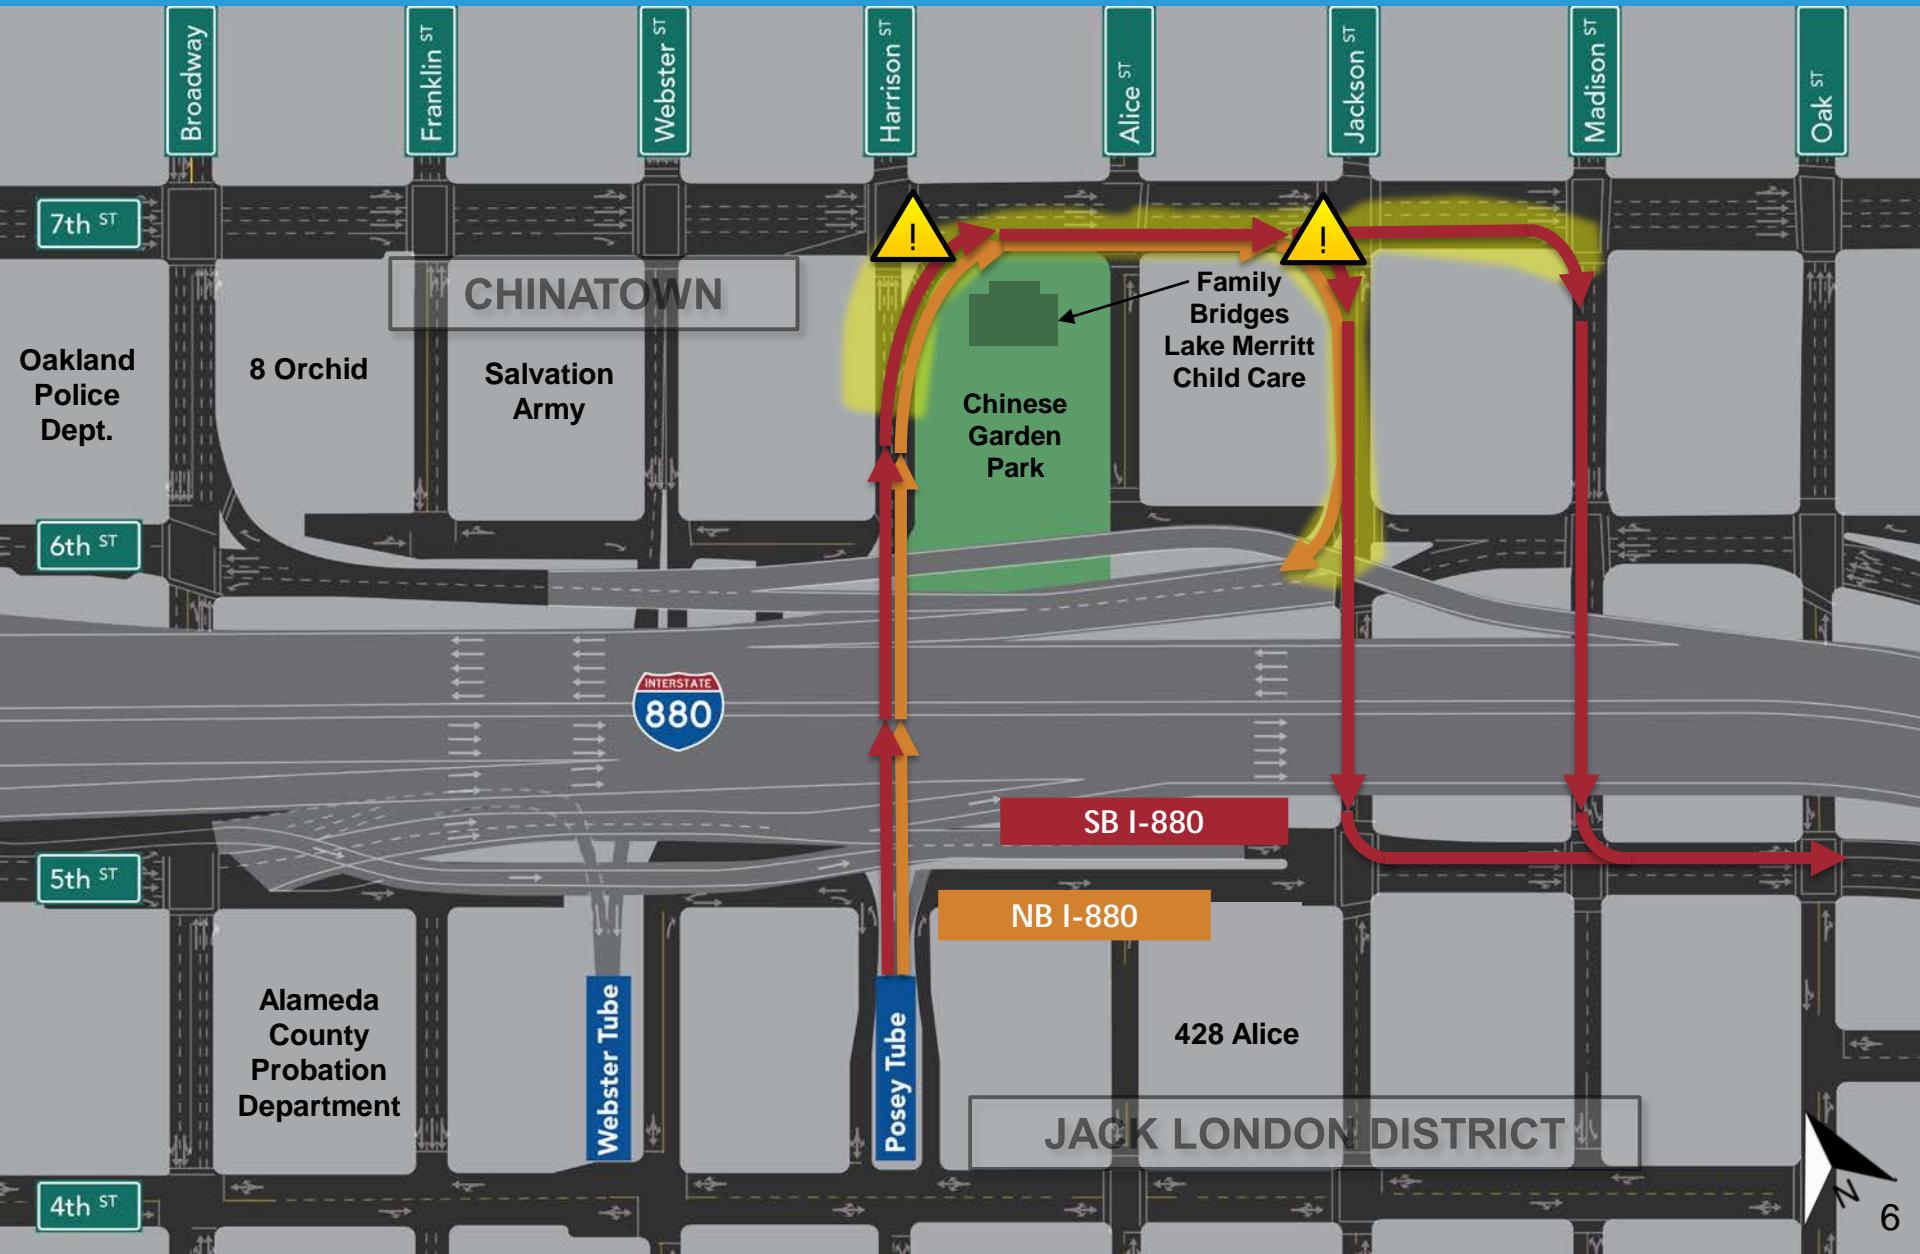 Broadway
Franklin ST
Webster ST
Harrison ST
Alice ST
Jackson ST
Madison ST
Oak ST
7th ST
!
!
CHINATOWN
Family
Bridges
Lake Merritt
Child Care
Oakland
Police
Dept.
8 Orchid
Salvation
Army
Chinese
Garden
Park
6th ST
INTERSTATE
880
SB I-880
5th ST
NB I-880
Alameda
County
Probation
Department
Webster Tube
Posey Tube
428 Alice
JACK LONDON DISTRICT
4th ST
N
6